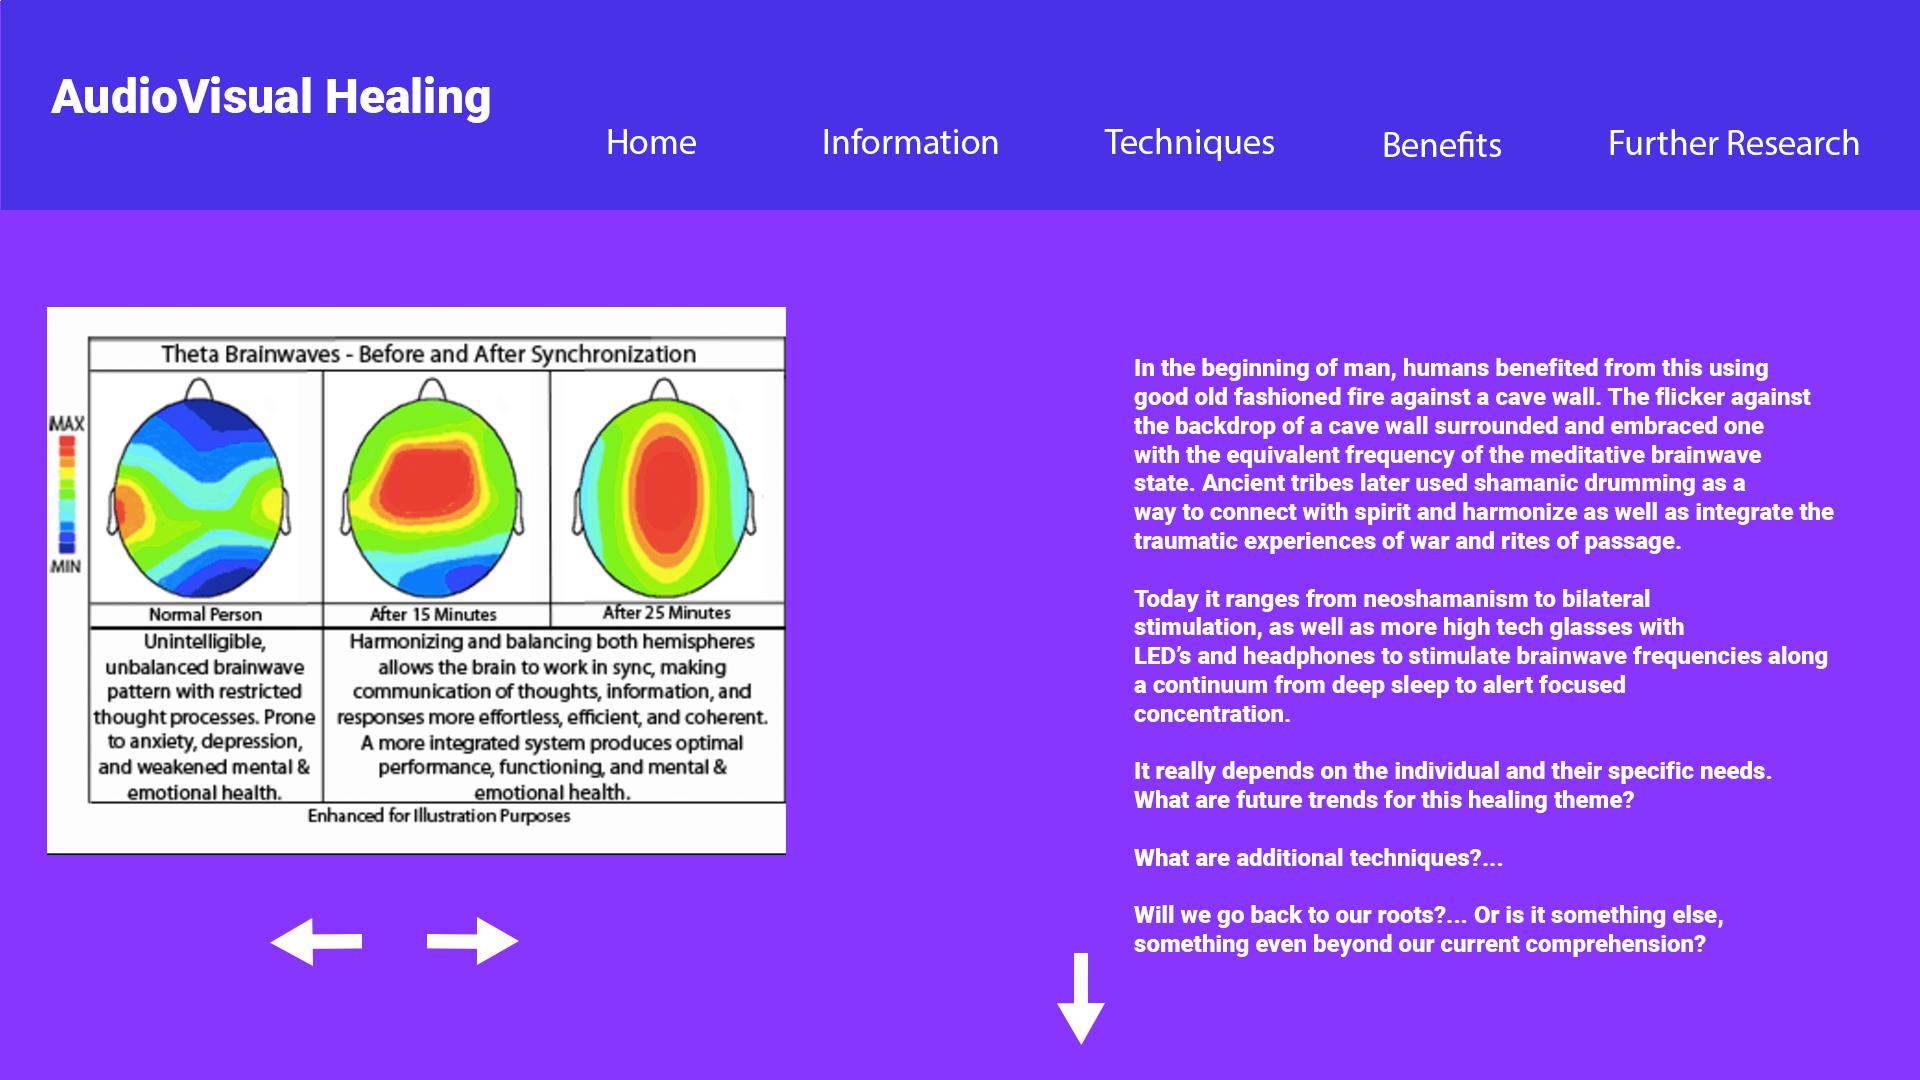 AudioVisual Healing
Home
Information
Techniques
Benefits
Further Research
Theta Brainwaves - Before and After Synchronization
MAX
MIN
Normal Person
After 15 Minutes
After 25 Minutes
Unintelligible,
unbalanced brainwave
pattern with restricted
thought processes. Prone
to anxiety, depression,
and weakened mental &
emotional health.
Harmonizing and balancing both hemispheres
allows the brain to work in sync, making
communication of thoughts, information, and
responses more effortless, efficient, and coherent.
A more integrated system produces optimal
performance, functioning, and mental &
emotional health.
Enhanced for Illustration Purposes
In the beginning of man, humans benefited from this using
good old fashioned fire against a cave wall. The flicker against
the backdrop of a cave wall surrounded and embraced one
with the equivalent frequency of the meditative brainwave
state. Ancient tribes later used shamanic drumming as a
way to connect with spirit and harmonize as well as integrate the
traumatic experiences of war and rites of passage.
Today it ranges from neoshamanism to bilateral
stimulation, as well as more high tech glasses with
LED’s and headphones to stimulate brainwave frequencies along
a continuum from deep sleep to alert focused
concentration.
It really depends on the individual and their specific needs.
What are future trends for this healing theme?
What are additional techniques?...
Will we go back to our roots?... Or is it something else,
something even beyond our current comprehension?